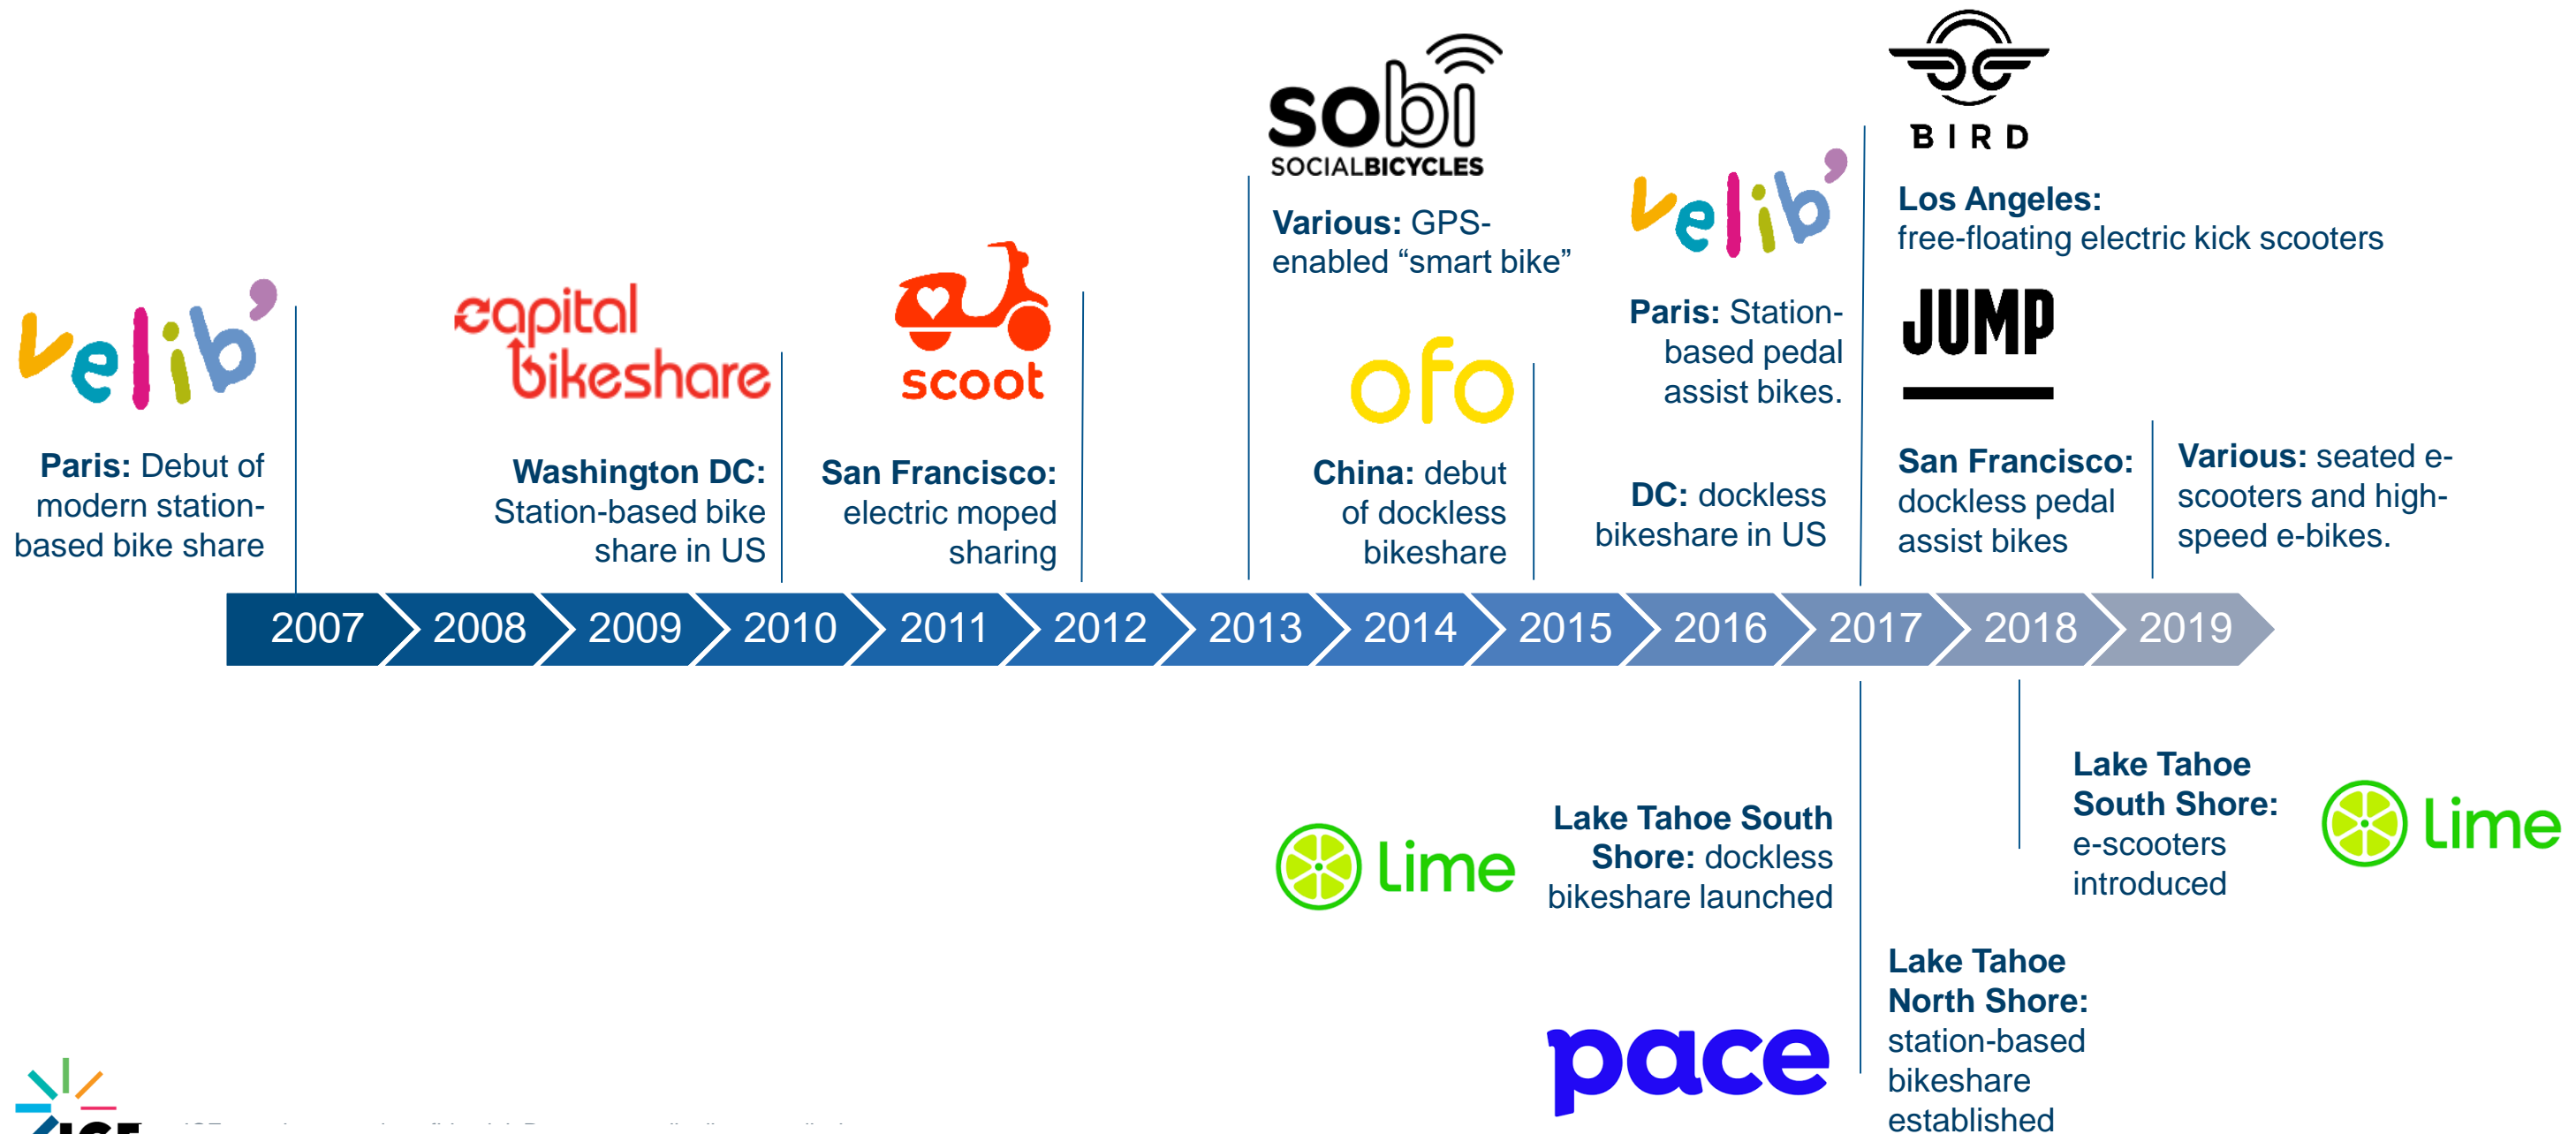 velib'
Paris: Debut of
modern station-
based bike share
capital
bikeshare
Washington DC:
Station-based bike
share in US
scoot
San Francisco:
electric moped
sharing
sobi
SOCIALBICYCLES
Various: GPS-
enabled “smart bike”
ofo
China: debut
of dockless
bikeshare
velib'
Paris: Station-
based pedal
assist bikes.
DC: dockless
bikeshare in US
BIRD
Los Angeles:
free-floating electric kick scooters
JUMP
San Francisco:
dockless pedal
assist bikes
Various: seated e-
scooters and high-
speed e-bikes.
2007
2008
2009
2010
2011
2012
2013
2014
2015
2016
2017
2018
2019
Lime
Lake Tahoe South
Shore: dockless
bikeshare launched
pace
Lake Tahoe
North Shore:
station-based
bikeshare
established
Lake Tahoe
South Shore:
e-scooters
introduced
Lime
ICF